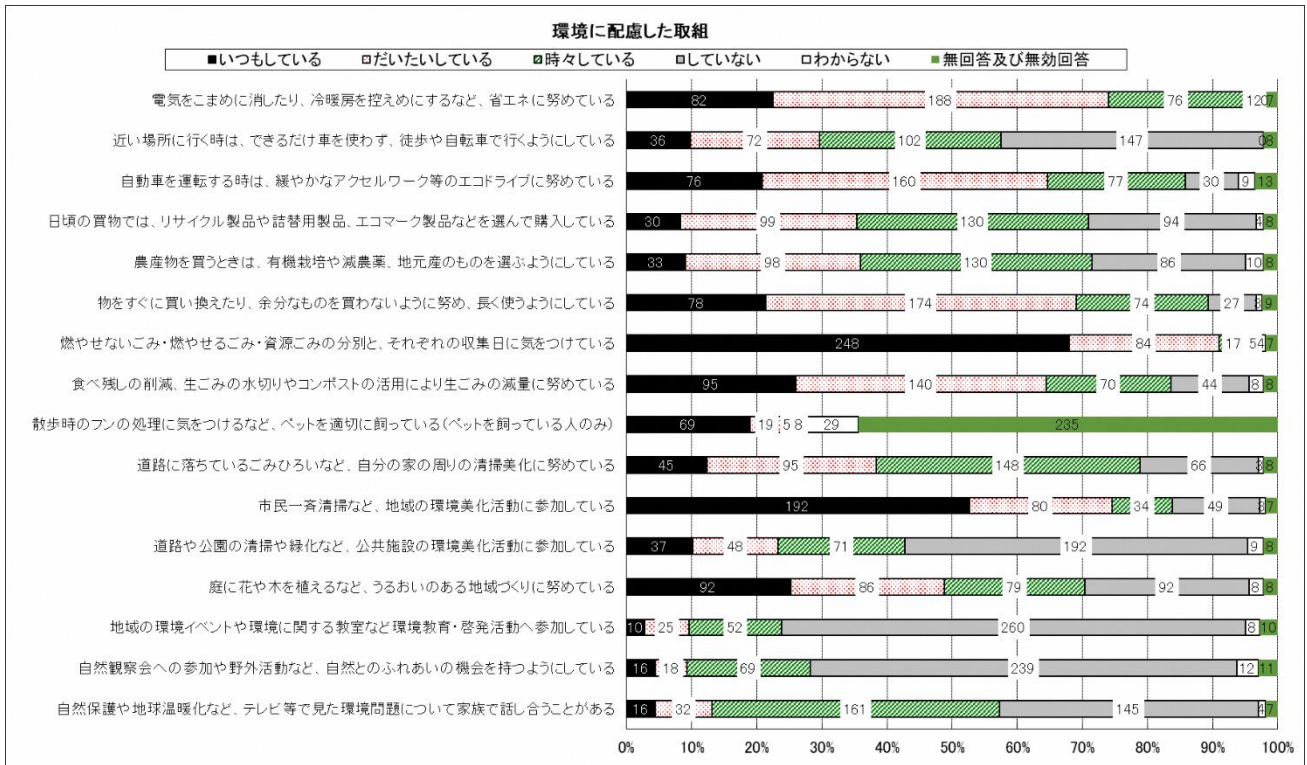 環境に配慮した取組
■いつもしている ▨だいたいしている ▨時々している ■していない □わからない ■無回答及び無効回答
電気をこまめに消したり、冷暖房を控えめにするなど、省エネに努めている 82 188 76 12 0 7
近い場所に行く時は、できるだけ車を使わず、徒歩や自転車で行くようにしている 36 72 102 147 0 8
自動車を運転する時は、緩やかなアクセルワーク等のエコドライブに努めている 76 160 77 30 9 13
日頃の買物では、リサイクル製品や詰替用製品、エコマーク製品などを選んで購入している 30 99 130 94 4 8
農産物を買うときは、有機栽培や減農薬、地元産のものを選ぶようにしている 33 98 130 86 10 8
物をすぐに買い換えたり、余分なものを買わないように努め、長く使うようにしている 78 174 74 27 3 9
燃やせないごみ・燃やせるごみ・資源ごみの分別と、それぞれの収集日に気をつけている 248 84 17 5 4 7
食べ残しの削減、生ごみの水切りやコンポストの活用により生ごみの減量に努めている 95 140 70 44 8 8
散歩時のフンの処理に気をつけるなど、ペットを適切に飼っている(ペットを飼っている人のみ) 69 19 5 8 29 235
道路に落ちているごみひろいなど、自分の家の周りの清掃美化に努めている 45 95 148 66 3 8
市民一斉清掃など、地域の環境美化活動に参加している 192 80 34 49 3 7
道路や公園の清掃や緑化など、公共施設の環境美化活動に参加している 37 48 71 192 9 8
庭に花や木を植えるなど、うるおいのある地域づくりに努めている 92 86 79 92 8 8
地域の環境イベントや環境に関する教室など環境教育・啓発活動へ参加している 10 25 52 260 8 10
自然観察会への参加や野外活動など、自然とのふれあいの機会を持つようにしている 16 18 69 239 12 11
自然保護や地球温暖化など、テレビ等で見た環境問題について家族で話し合うことがある 16 32 161 145 4 7
0% 10% 20% 30% 40% 50% 60% 70% 80% 90% 100%